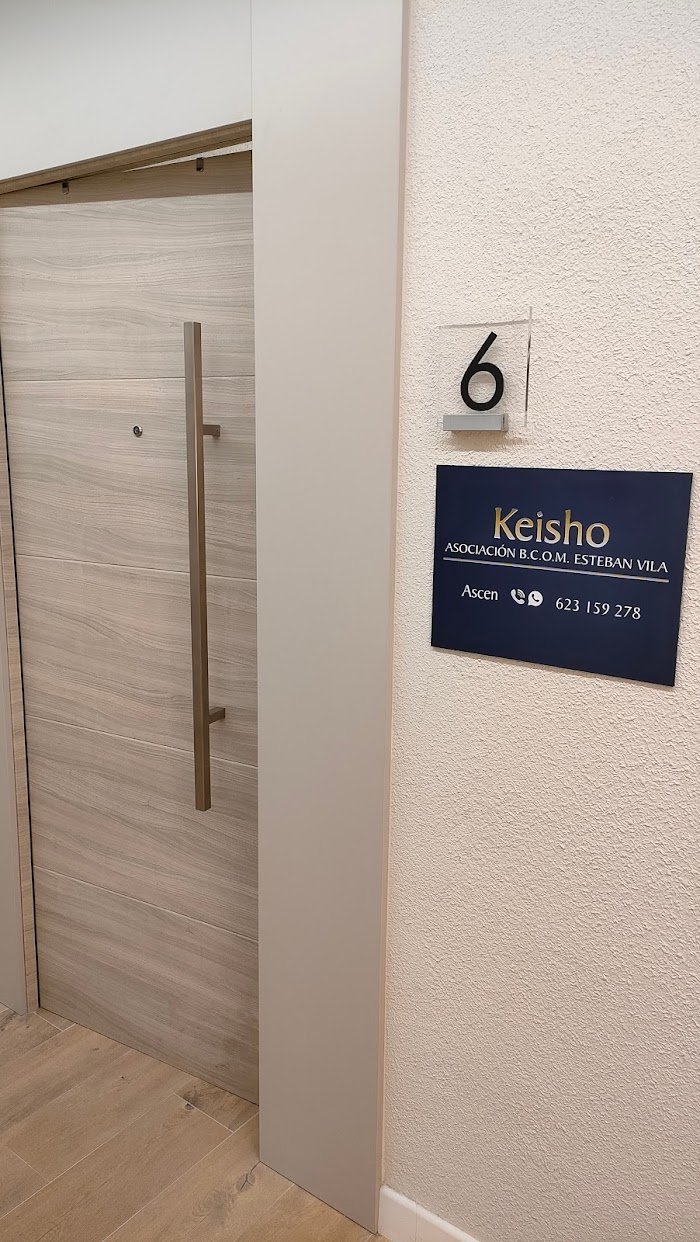 6
Keisho
ASOCIACIÓN B.C.O.M. ESTEBAN VILA
Ascen 623 159 278